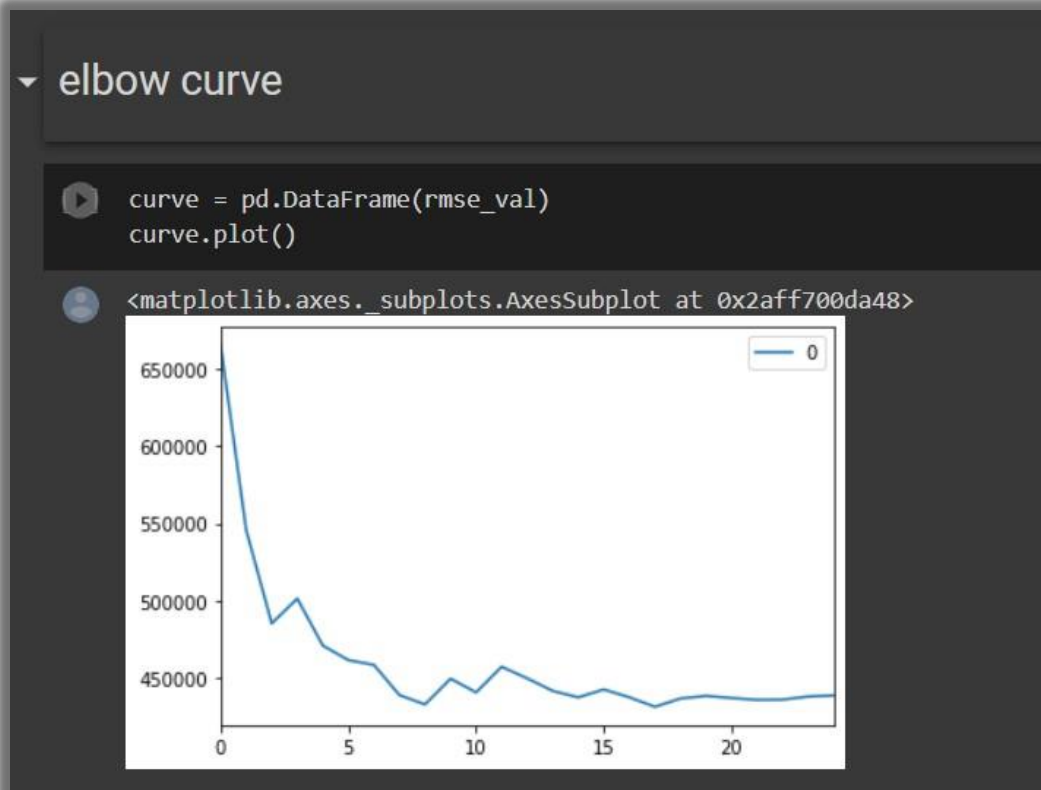 elbow curve
curve = pd.DataFrame(rmse_val)
curve.plot()
<matplotlib.axes._subplots.AxesSubplot at 0x2aff700da48>
0
650000
600000
550000
500000
450000
0 5 10 15 20